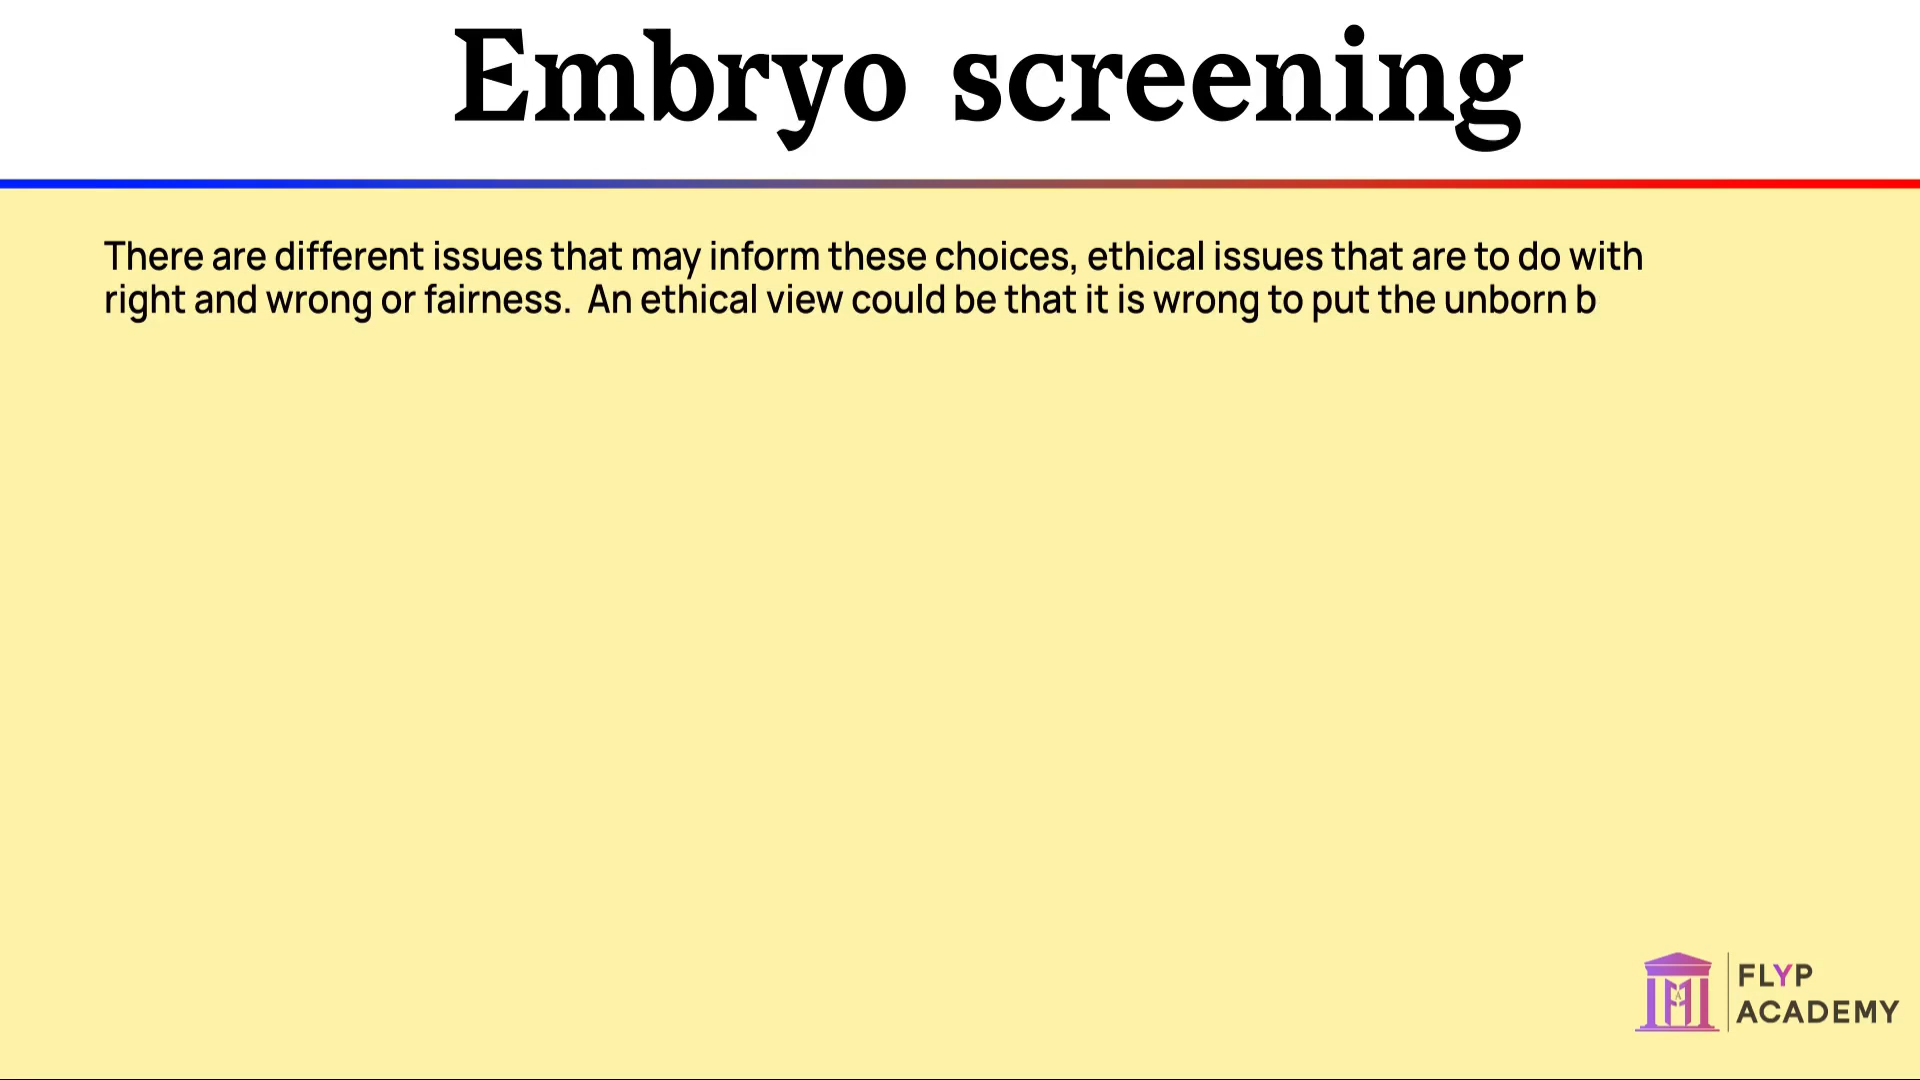 Embryo screening
There are different issues that may inform these choices, ethical issues that are to do with
right and wrong or fairness.  An ethical view could be that it is wrong to put the unborn b
FLYP
ACADEMY